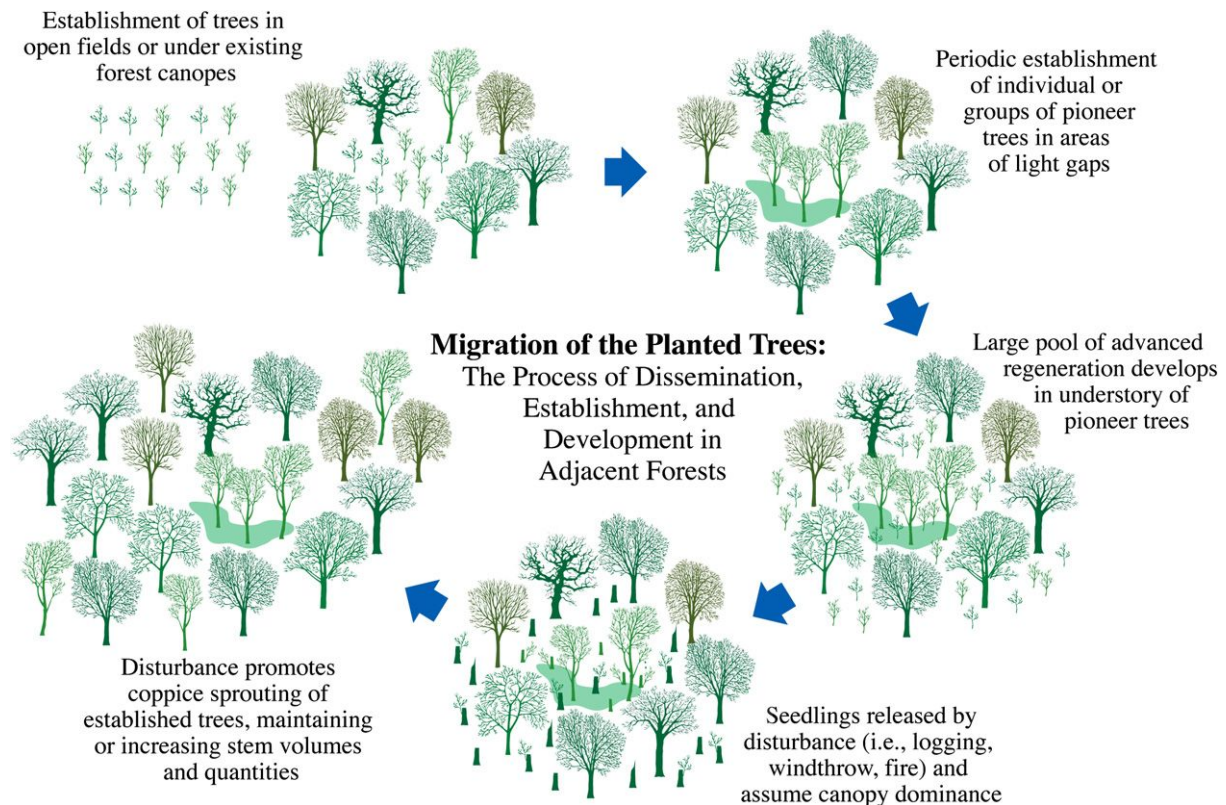 Establishment of trees in
open fields or under existing
forest canopes
Periodic establishment
of individual or
groups of pioneer
trees in areas
of light gaps
Migration of the Planted Trees:
The Process of Dissemination,
Establishment, and
Development in
Adjacent Forests
Large pool of advanced
regeneration develops
in understory of
pioneer trees
Seedlings released by
disturbance (i.e., logging,
windthrow, fire) and
assume canopy dominance
Disturbance promotes
coppice sprouting of
established trees, maintaining
or increasing stem volumes
and quantities